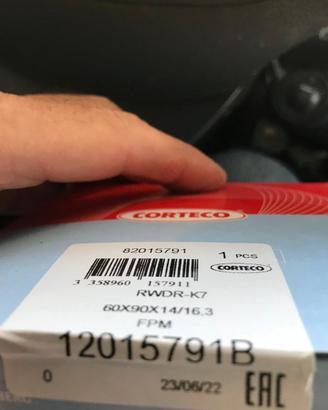 CORTECO
82015791
1 PCS
CORTECO
3 358960 157911
RWDR-K7
60X90X14/16.3
FPM
12015791B
0
23/06/22
EAC